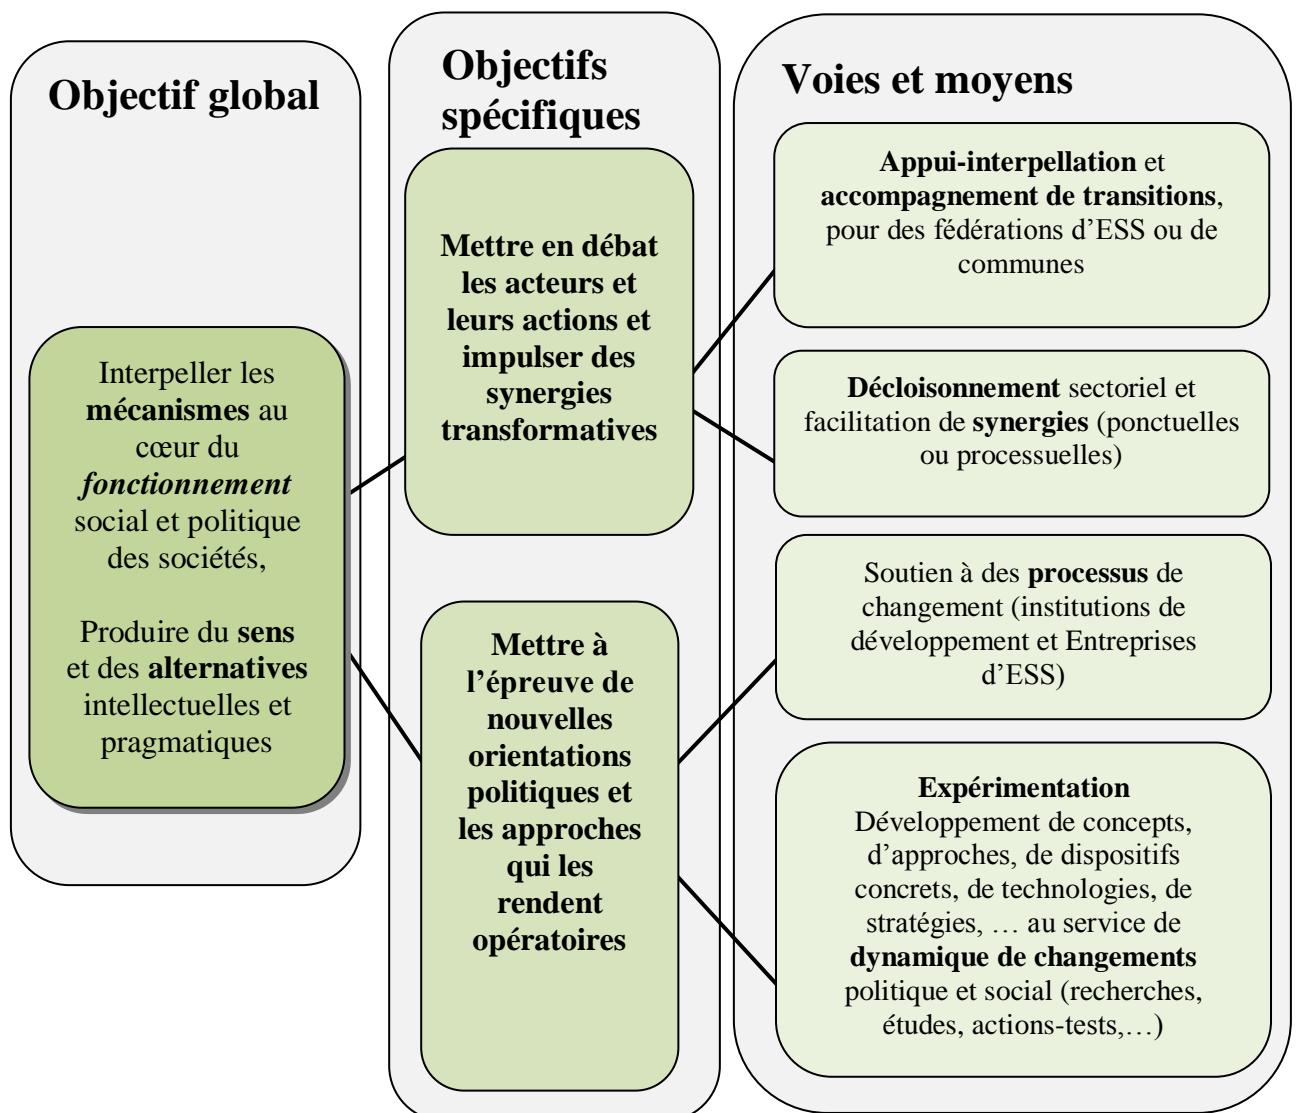 Objectif global
Interpeller les
mécanismes au
cœur du
fonctionnement
social et politique
des sociétés,
Produire du sens
et des alternatives
intellectuelles et
pragmatiques
Objectifs
spécifiques
Mettre en débat
les acteurs et
leurs actions et
impulser des
synergies
transformatives
Mettre à
l’épreuve de
nouvelles
orientations
politiques et
les approches
qui les
rendent
opératoires
Voies et moyens
Appui-interpellation et
accompagnement de transitions,
pour des fédérations d’ESS ou de
communes
Décloisonnement sectoriel et
facilitation de synergies (ponctuelles
ou processuelles)
Soutien à des processus de
changement (institutions de
développement et Entreprises
d’ESS)
Expérimentation
Développement de concepts,
d’approches, de dispositifs
concrets, de technologies, de
stratégies, … au service de
dynamique de changements
politique et social (recherches,
études, actions-tests,…)